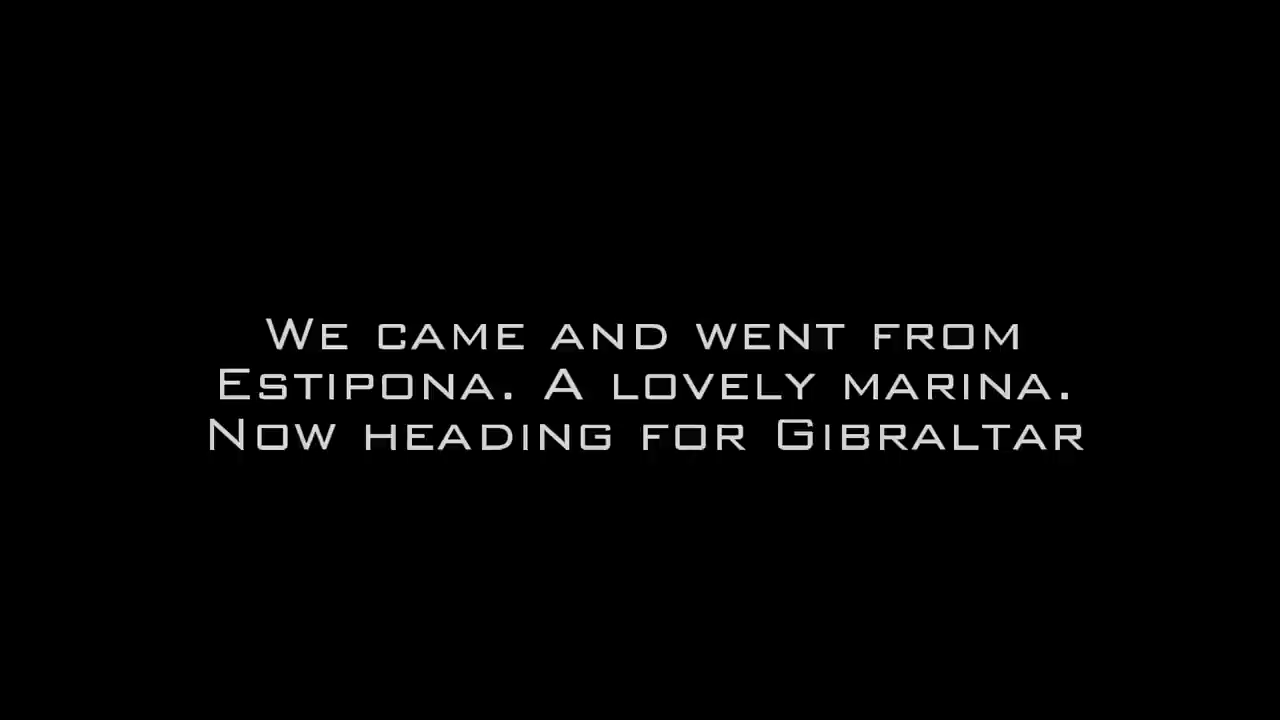 We came and went from
Estipona. A lovely marina.
Now heading for Gibraltar